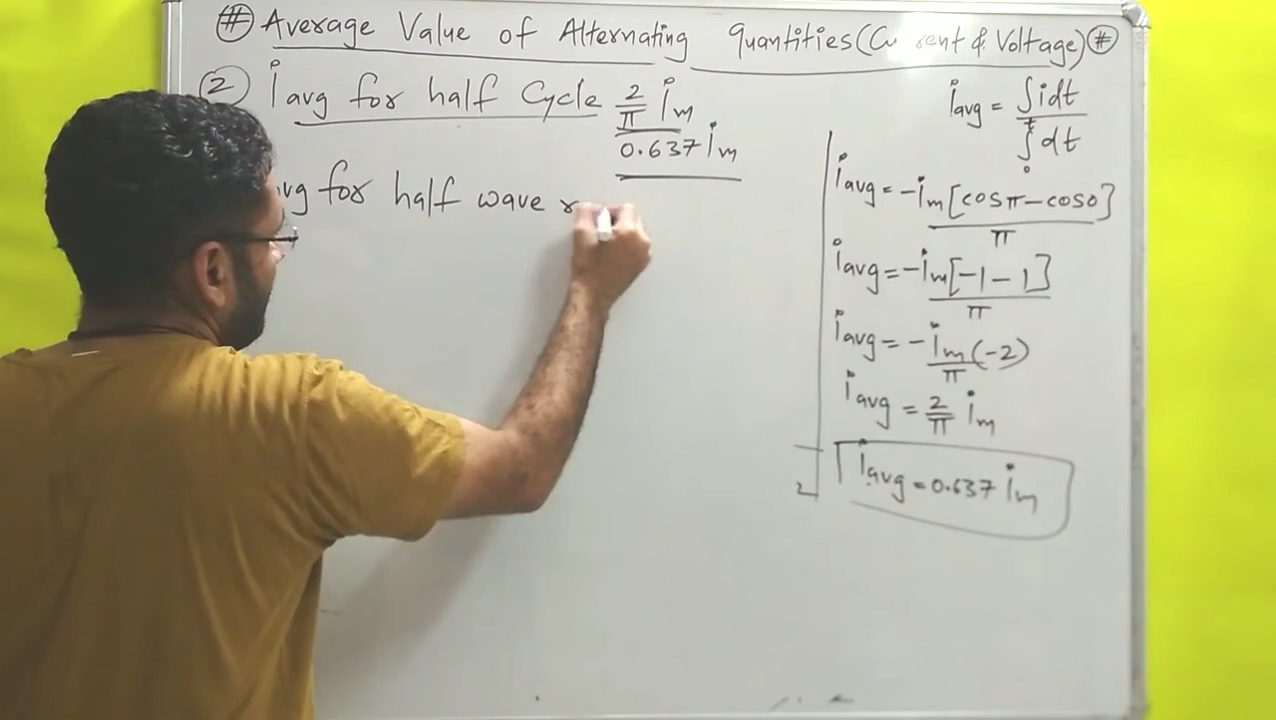 # Average Value of Alternating Quantities (Current & Voltage) #
② iavg for half Cycle 2/π im
0.637 im
avg for half wave r
iavg = ∫idt / ∫₀ᵗ dt
iavg = -im[cosπ-cos0] / π
iavg = -im[-1-1] / π
iavg = -im/π (-2)
iavg = 2/π im
iavg = 0.637 im